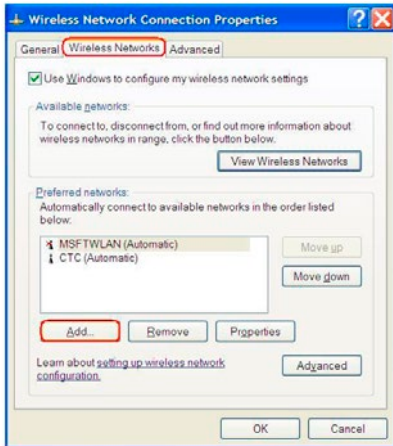 Wireless Network Connection Properties
General Wireless Networks Advanced
Use Windows to configure my wireless network settings
Available networks:
To connect to, disconnect from, or find out more information about
wireless networks in range, click the button below.
View Wireless Networks
Preferred networks:
Automatically connect to available networks in the order listed
below:
MSFTWLAN (Automatic)
CTC (Automatic)
Move up
Move down
Add... Remove Properties
Learn about setting up wireless network
configuration.
Advanced
OK Cancel